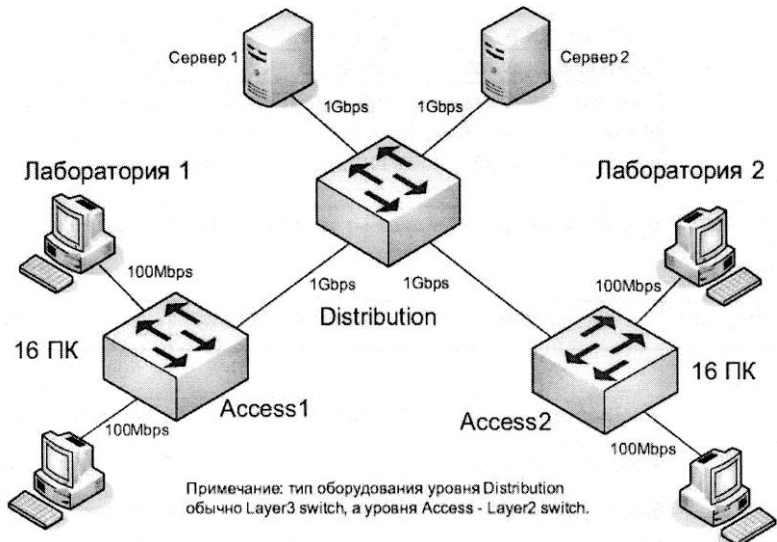 Сервер 1
Сервер 2
1Gbps
1Gbps
Лаборатория 1
Лаборатория 2
100Mbps
1Gbps
1Gbps
100Mbps
Distribution
16 ПК
16 ПК
Access1
Access2
100Mbps
100Mbps
Примечание: тип оборудования уровня Distribution
обычно Layer3 switch, а уровня Access - Layer2 switch.